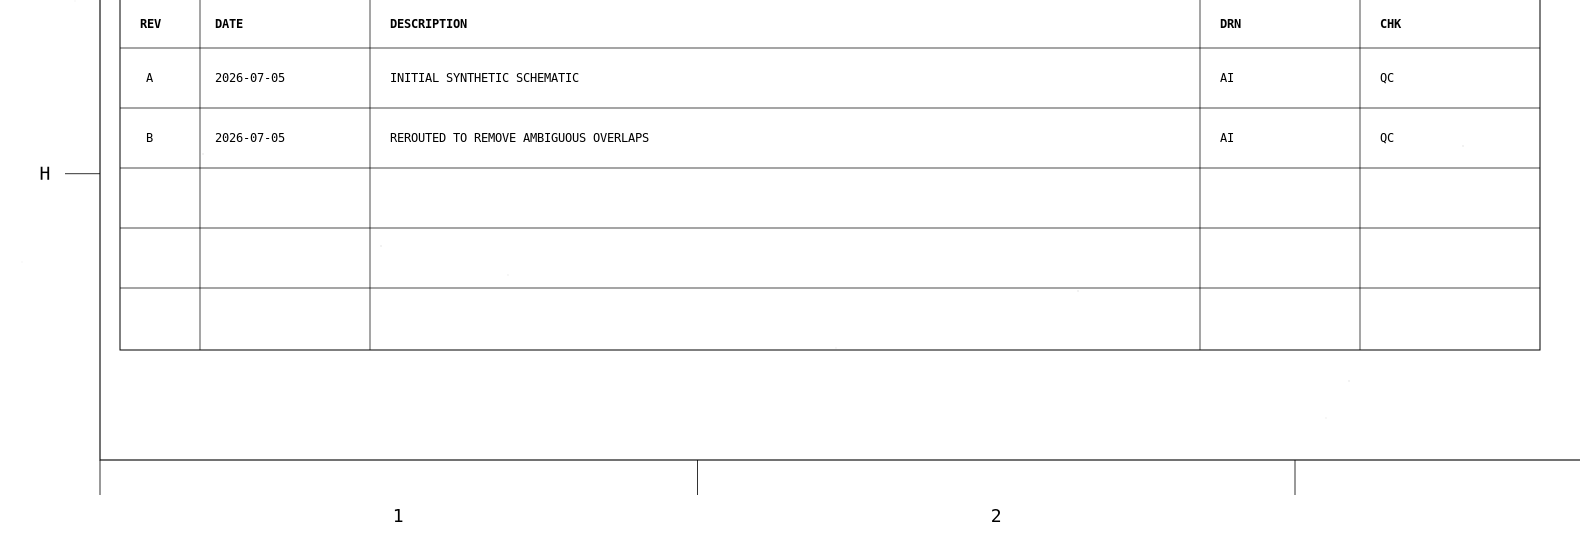 REV DATE DESCRIPTION DRN CHK
A 2026-07-05 INITIAL SYNTHETIC SCHEMATIC AI QC
B 2026-07-05 REROUTED TO REMOVE AMBIGUOUS OVERLAPS AI QC
H
1 2